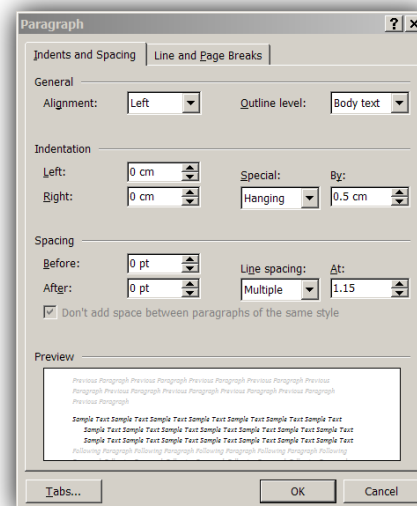 Paragraph
Indents and Spacing Line and Page Breaks
General
Alignment: Left Outline level: Body text
Indentation
Left: 0 cm Special: By:
Right: 0 cm Hanging 0.5 cm
Spacing
Before: 0 pt Line spacing: At:
After: 0 pt Multiple 1.15
Don't add space between paragraphs of the same style
Preview
Previous Paragraph Previous Paragraph Previous Paragraph Previous Paragraph Previous
Paragraph Previous Paragraph Previous Paragraph Previous Paragraph Previous Paragraph
Previous Paragraph
Sample Text Sample Text Sample Text Sample Text Sample Text Sample Text Sample Text
Sample Text Sample Text Sample Text Sample Text Sample Text Sample Text Sample Text
Sample Text Sample Text Sample Text Sample Text Sample Text Sample Text Sample Text
Following Paragraph Following Paragraph Following Paragraph Following Paragraph Following
Tabs... OK Cancel